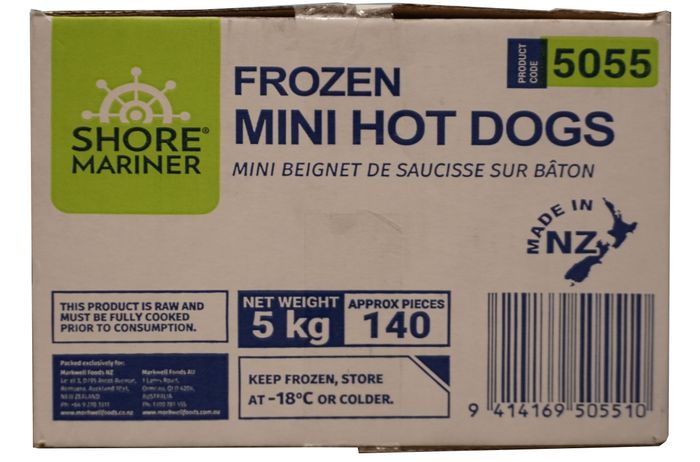 SHORE®
MARINER
FROZEN
MINI HOT DOGS
MINI BEIGNET DE SAUCISSE SUR BÂTON
PRODUCT
CODE
5055
MADE IN
NZ
THIS PRODUCT IS RAW AND
MUST BE FULLY COOKED
PRIOR TO CONSUMPTION.
NET WEIGHT
5 kg
APPROX PIECES
140
Packed exclusively for:
Markwell Foods NZ
NEW ZEALAND
www.markwellfoods.co.nz
Markwell Foods AU
AUSTRALIA
www.markwellfoods.com.au
KEEP FROZEN, STORE
AT -18°C OR COLDER.
9 414169 505510